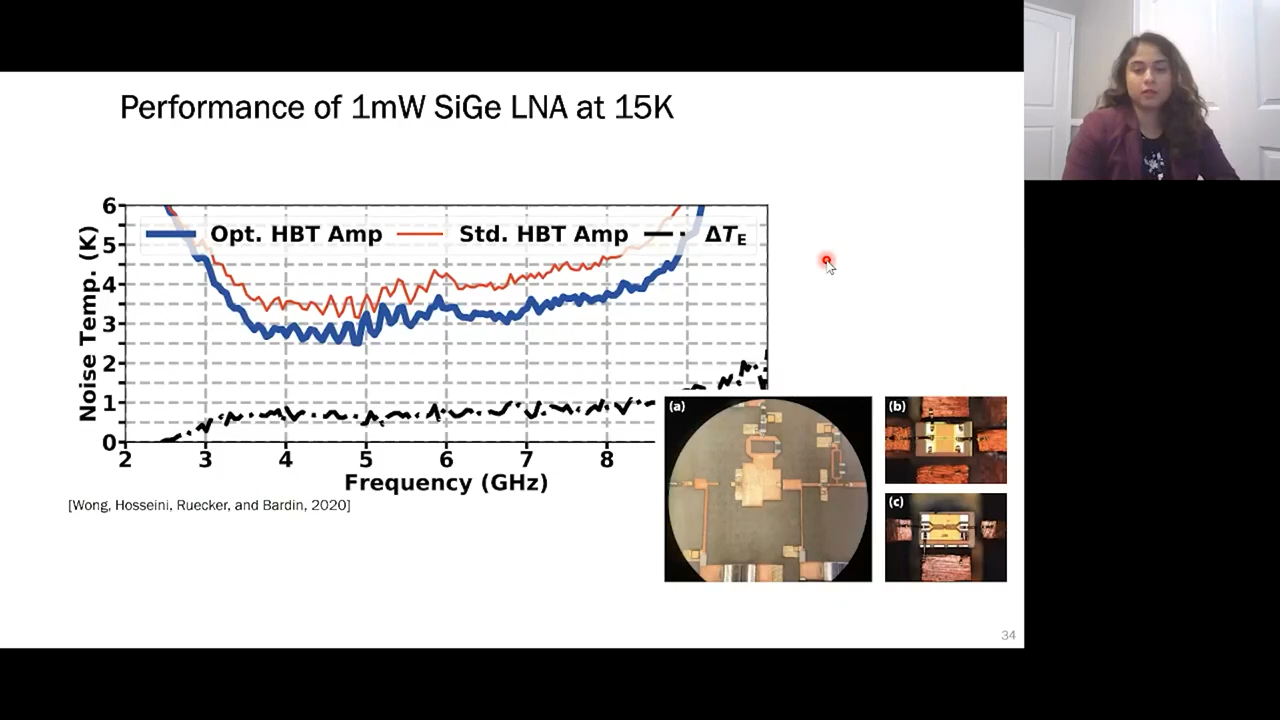 Performance of 1mW SiGe LNA at 15K
Opt. HBT Amp
Std. HBT Amp
ΔT_E
Noise Temp. (K)
6
5
4
3
2
1
0
2 3 4 5 6 7 8
Frequency (GHz)
[Wong, Hosseini, Ruecker, and Bardin, 2020]
(a)
(b)
(c)
34